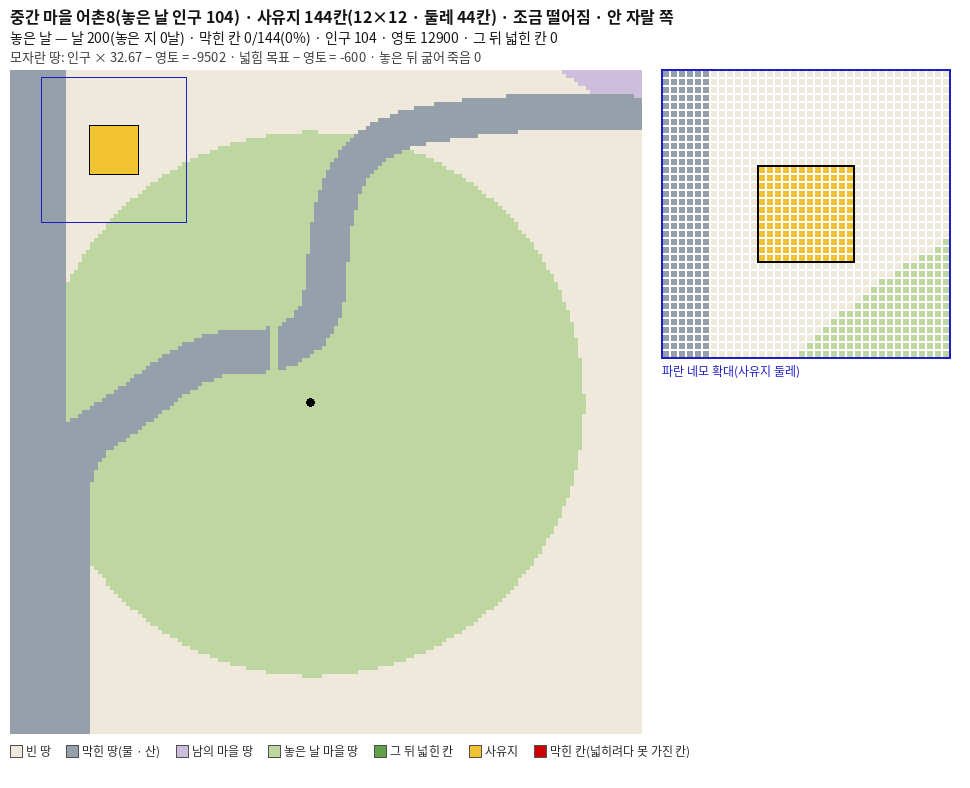 중간 마을 어촌8(놓은 날 인구 104) · 사유지 144칸(12×12 · 둘레 44칸) · 조금 떨어짐 · 안 자랄 쪽
놓은 날 — 날 200(놓은 지 0날) · 막힌 칸 0/144(0%) · 인구 104 · 영토 12900 · 그 뒤 넓힌 칸 0
모자란 땅: 인구 × 32.67 − 영토 = -9502 · 넓힘 목표 − 영토 = -600 · 놓은 뒤 굶어 죽음 0
파란 네모 확대(사유지 둘레)
빈 땅 막힌 땅(물 · 산) 남의 마을 땅 놓은 날 마을 땅 그 뒤 넓힌 칸 사유지 막힌 칸(넓히려다 못 가진 칸)